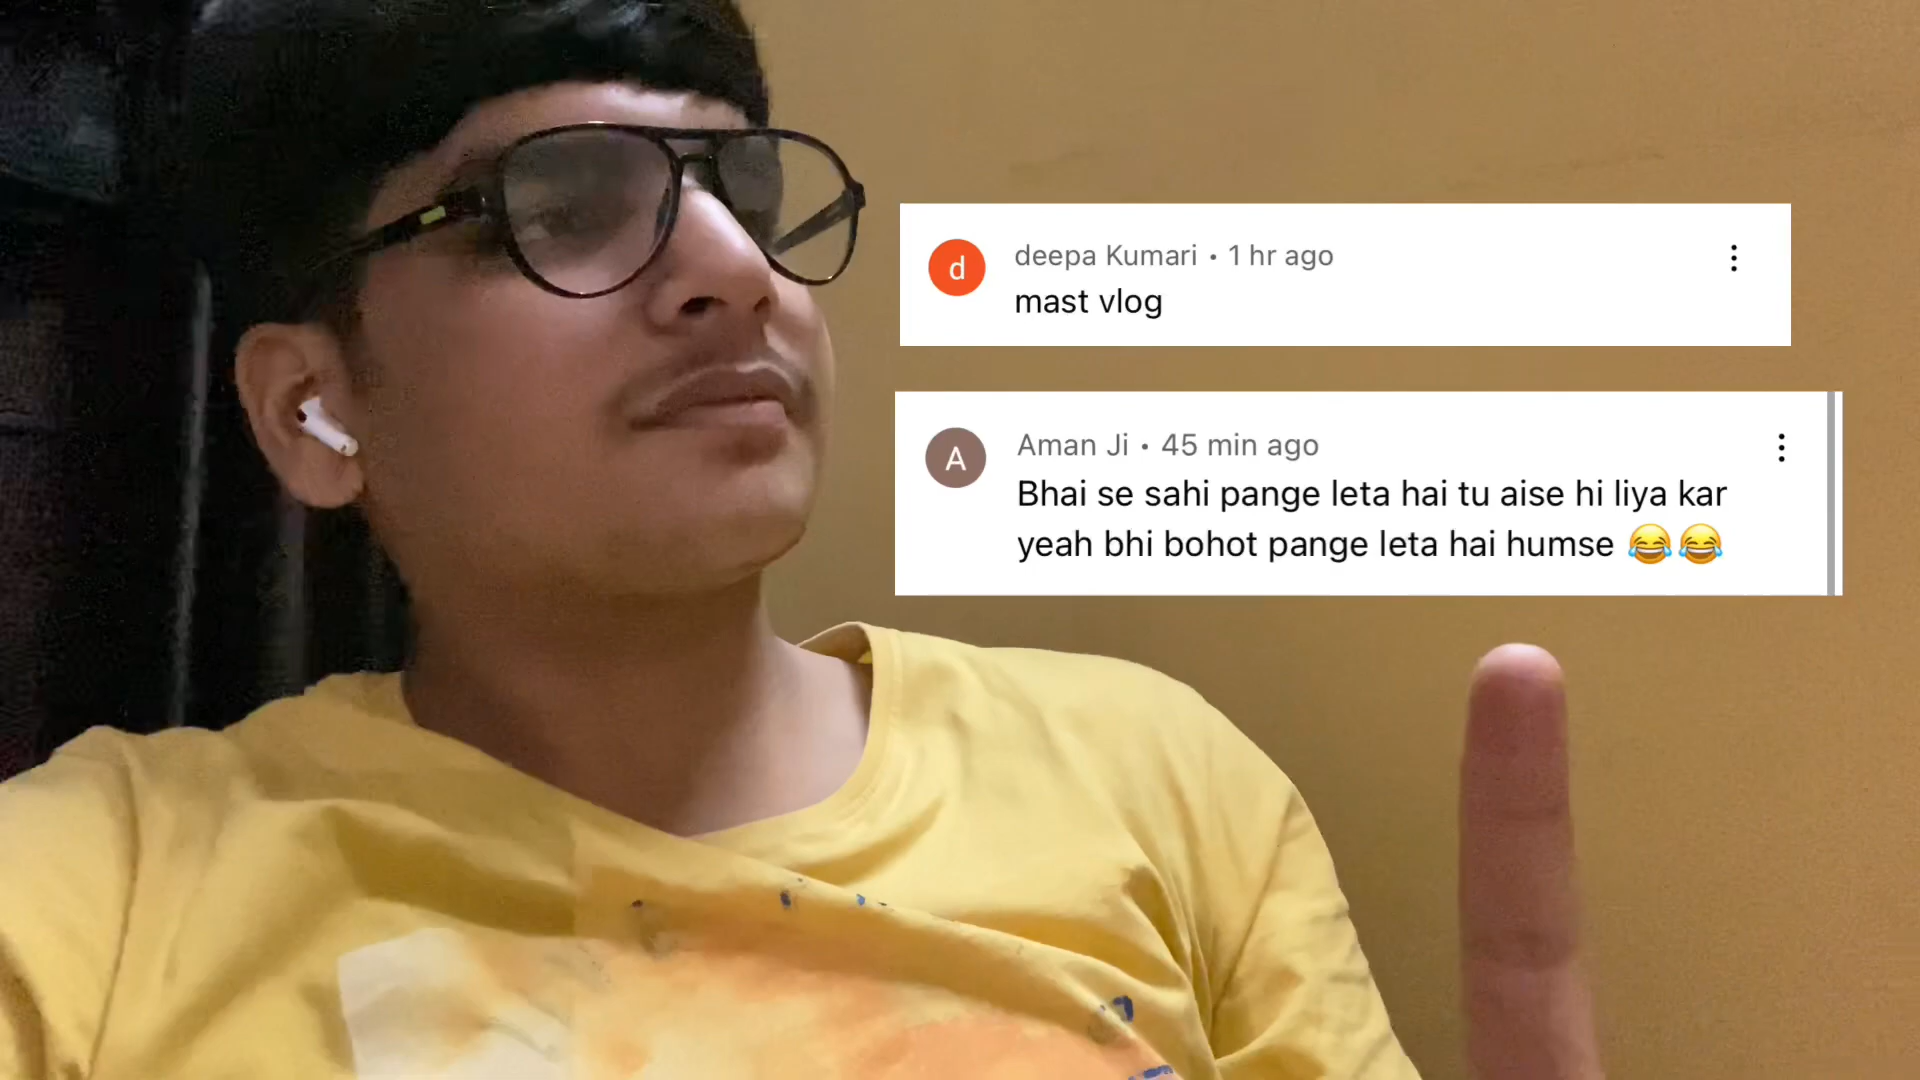 deepa Kumari • 1 hr ago
mast vlog
Aman Ji • 45 min ago
Bhai se sahi pange leta hai tu aise hi liya kar
yeah bhi bohot pange leta hai humse 😂😂